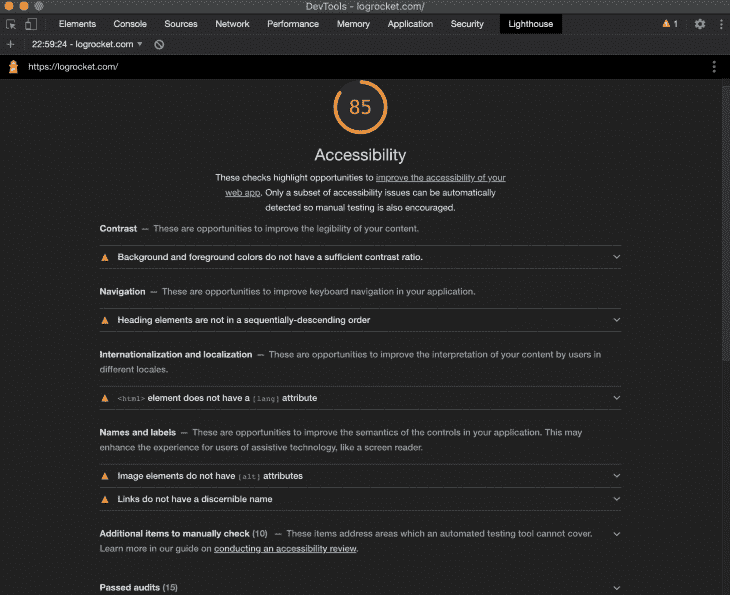 DevTools - logrocket.com/
Elements Console Sources Network Performance Memory Application Security Lighthouse 1
22:59:24 - logrocket.com
https://logrocket.com/
85
Accessibility
These checks highlight opportunities to improve the accessibility of your
web app. Only a subset of accessibility issues can be automatically
detected so manual testing is also encouraged.
Contrast — These are opportunities to improve the legibility of your content.
Background and foreground colors do not have a sufficient contrast ratio.
Navigation — These are opportunities to improve keyboard navigation in your application.
Heading elements are not in a sequentially-descending order
Internationalization and localization — These are opportunities to improve the interpretation of your content by users in
different locales.
<html> element does not have a [lang] attribute
Names and labels — These are opportunities to improve the semantics of the controls in your application. This may
enhance the experience for users of assistive technology, like a screen reader.
Image elements do not have [alt] attributes
Links do not have a discernible name
Additional items to manually check (10) — These items address areas which an automated testing tool cannot cover.
Learn more in our guide on conducting an accessibility review.
Passed audits (15)